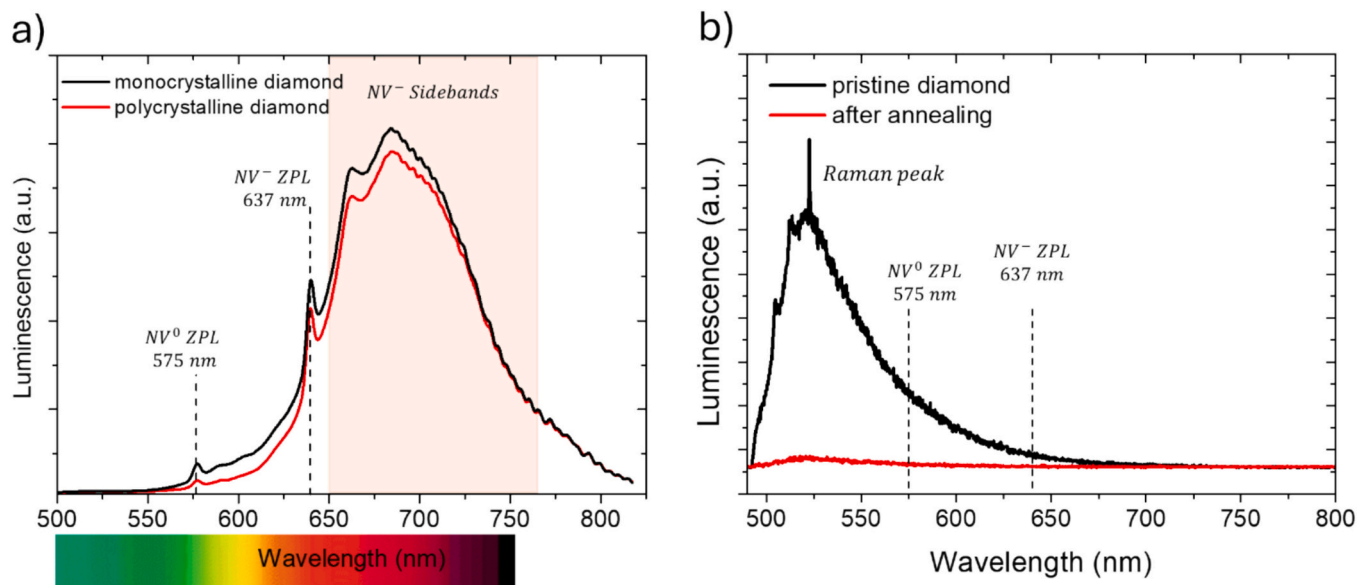 a)
monocrystalline diamond
polycrystalline diamond
NV⁻ Sidebands
NV⁻ ZPL
637 nm
NV⁰ ZPL
575 nm
Luminescence (a.u.)
500 550 600 650 700 750 800
Wavelength (nm)
b)
pristine diamond
after annealing
Raman peak
NV⁰ ZPL
575 nm
NV⁻ ZPL
637 nm
Luminescence (a.u.)
500 550 600 650 700 750 800
Wavelength (nm)